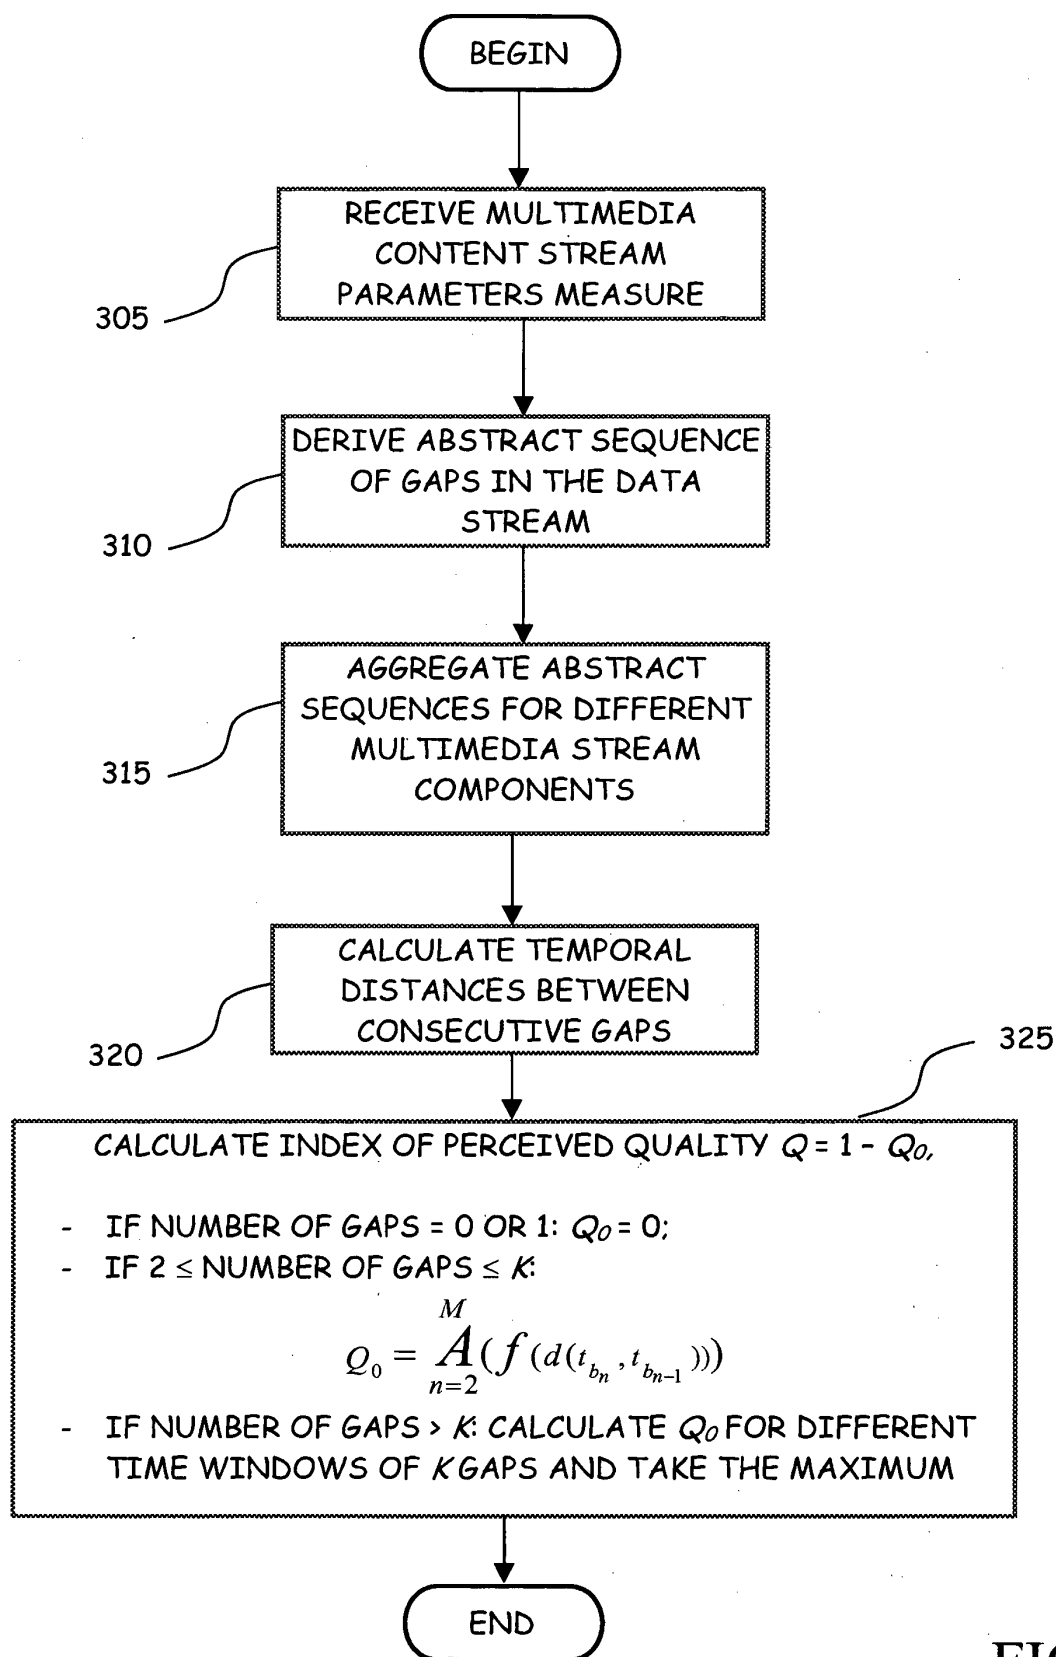 BEGIN
RECEIVE MULTIMEDIA
CONTENT STREAM
PARAMETERS MEASURE
305
DERIVE ABSTRACT SEQUENCE
OF GAPS IN THE DATA
STREAM
310
AGGREGATE ABSTRACT
SEQUENCES FOR DIFFERENT
MULTIMEDIA STREAM
COMPONENTS
315
CALCULATE TEMPORAL
DISTANCES BETWEEN
CONSECUTIVE GAPS
320
325
CALCULATE INDEX OF PERCEIVED QUALITY Q = 1 - Q₀,
- IF NUMBER OF GAPS = 0 OR 1: Q₀ = 0;
- IF 2 ≤ NUMBER OF GAPS ≤ K:
M
Q₀ = A(f(d(t_{b_n}, t_{b_{n-1}})))
n=2
- IF NUMBER OF GAPS > K: CALCULATE Q₀ FOR DIFFERENT
TIME WINDOWS OF K GAPS AND TAKE THE MAXIMUM
END